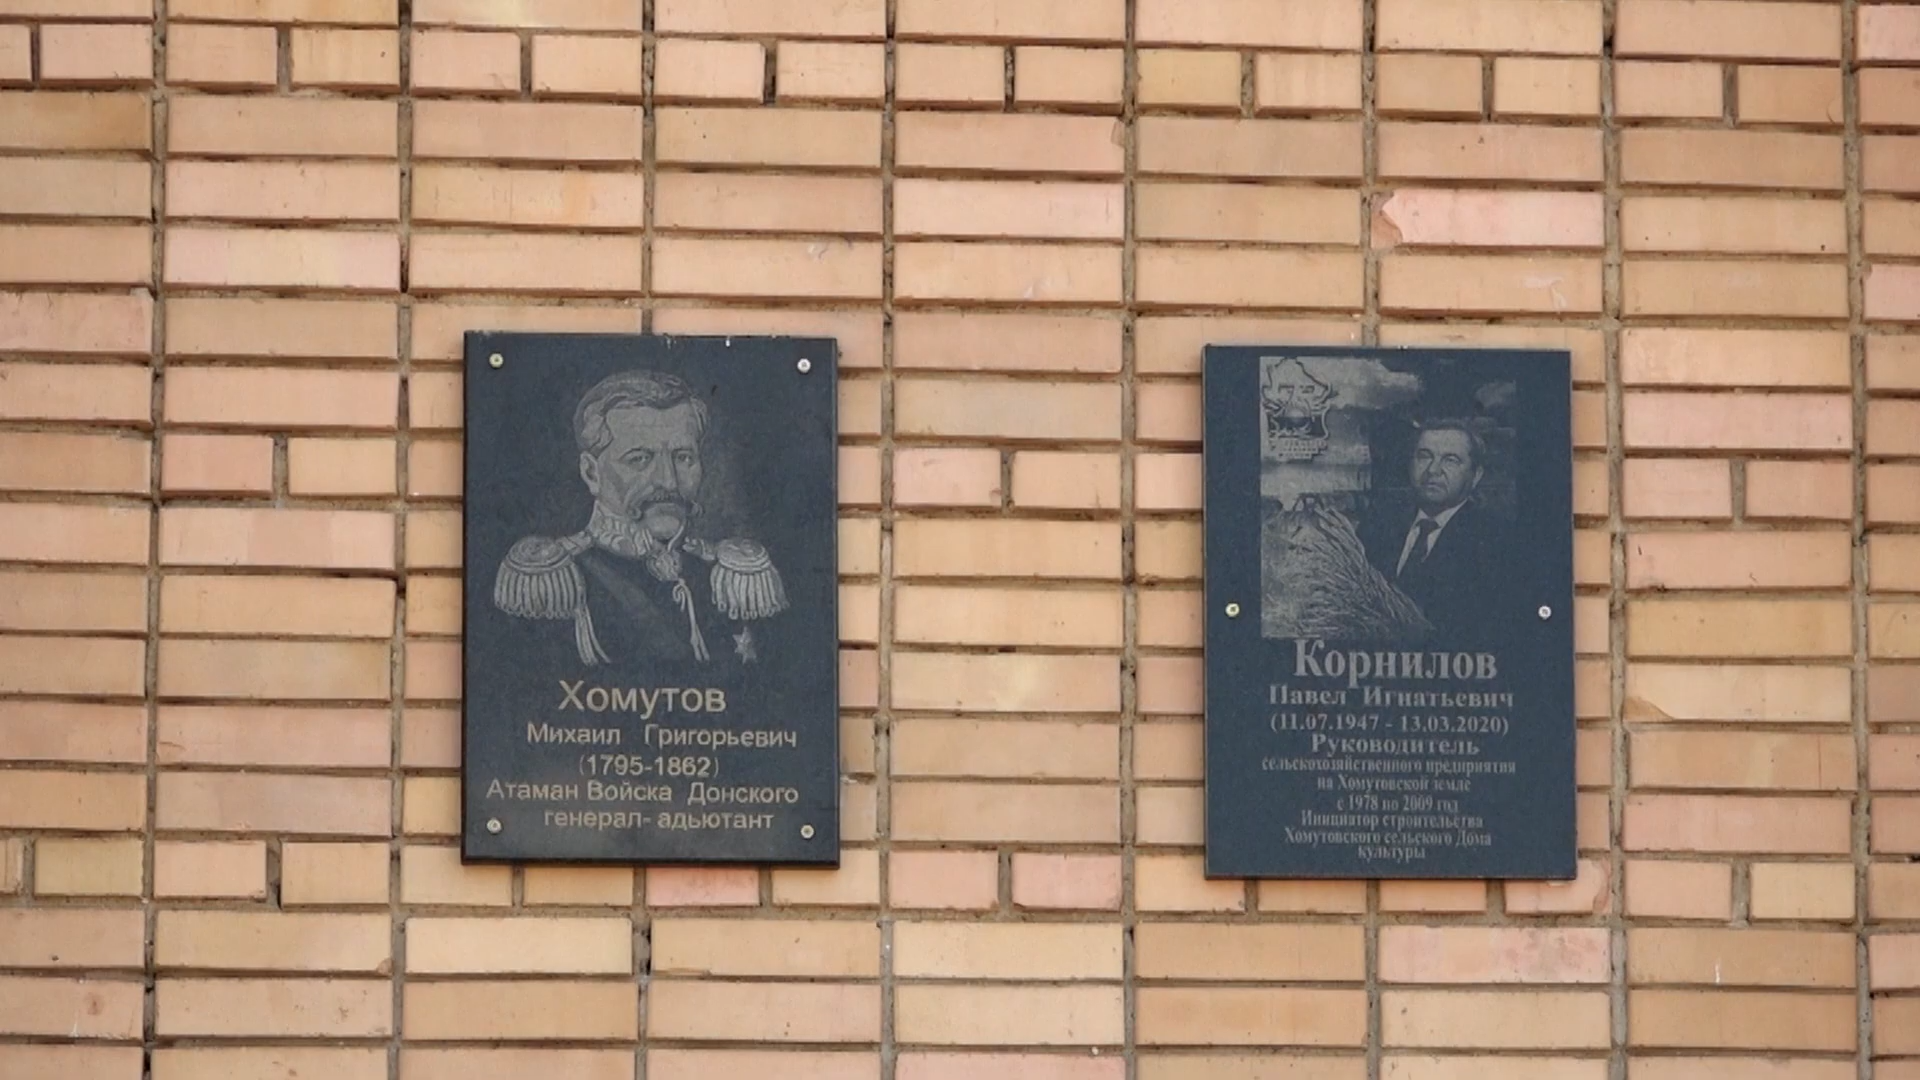 Хомутов
Михаил Григорьевич
(1795-1862)
Атаман Войска Донского
генерал- адьютант
Корнилов
Павел Игнатьевич
(11.07.1947 - 13.03.2020)
Руководитель
сельскохозяйственного предприятия
на Хомутовской земле
с 1978 по 2009 год
Инициатор строительства
Хомутовского сельского Дома
культуры